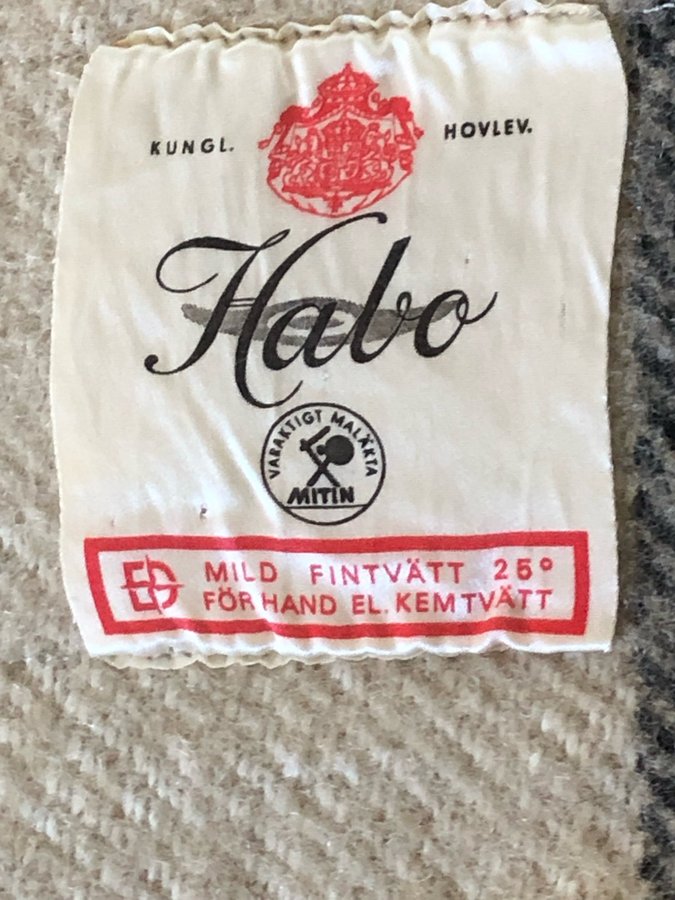 KUNGL. HOVLEV.
Habo
VARAKTIGT MALÄKTA
MITIN
MILD FINTVÄTT 25°
FÖR HAND EL. KEMTVÄTT